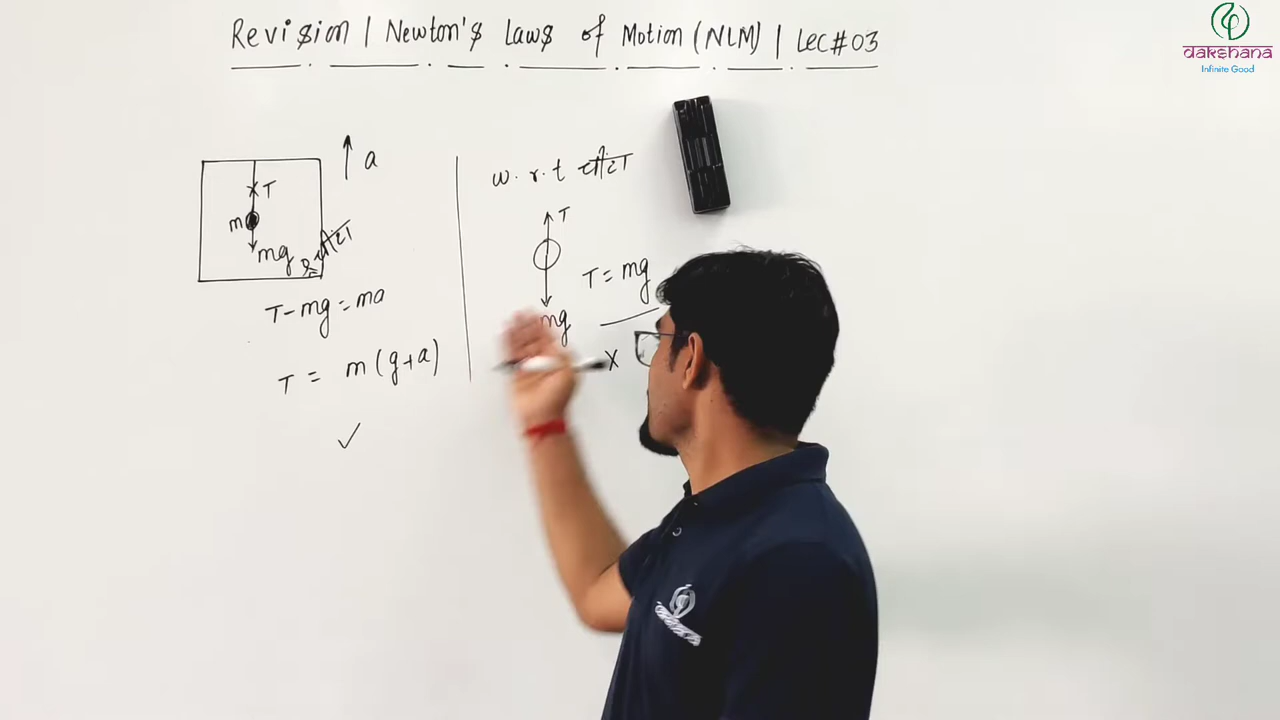 Revision | Newton's Laws of Motion (NLM) | Lec#03
dakshana
Infinite Good
a
T
m
mg
चींटा
T-mg = ma
T = m(g+a)
✓
w.r.t चींटा
T
T = mg
mg
x